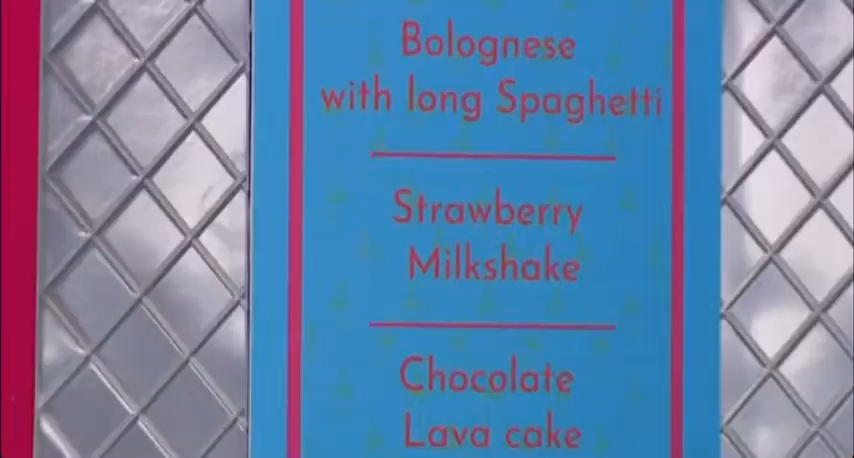 Bolognese
with long Spaghetti
Strawberry
Milkshake
Chocolate
Lava cake